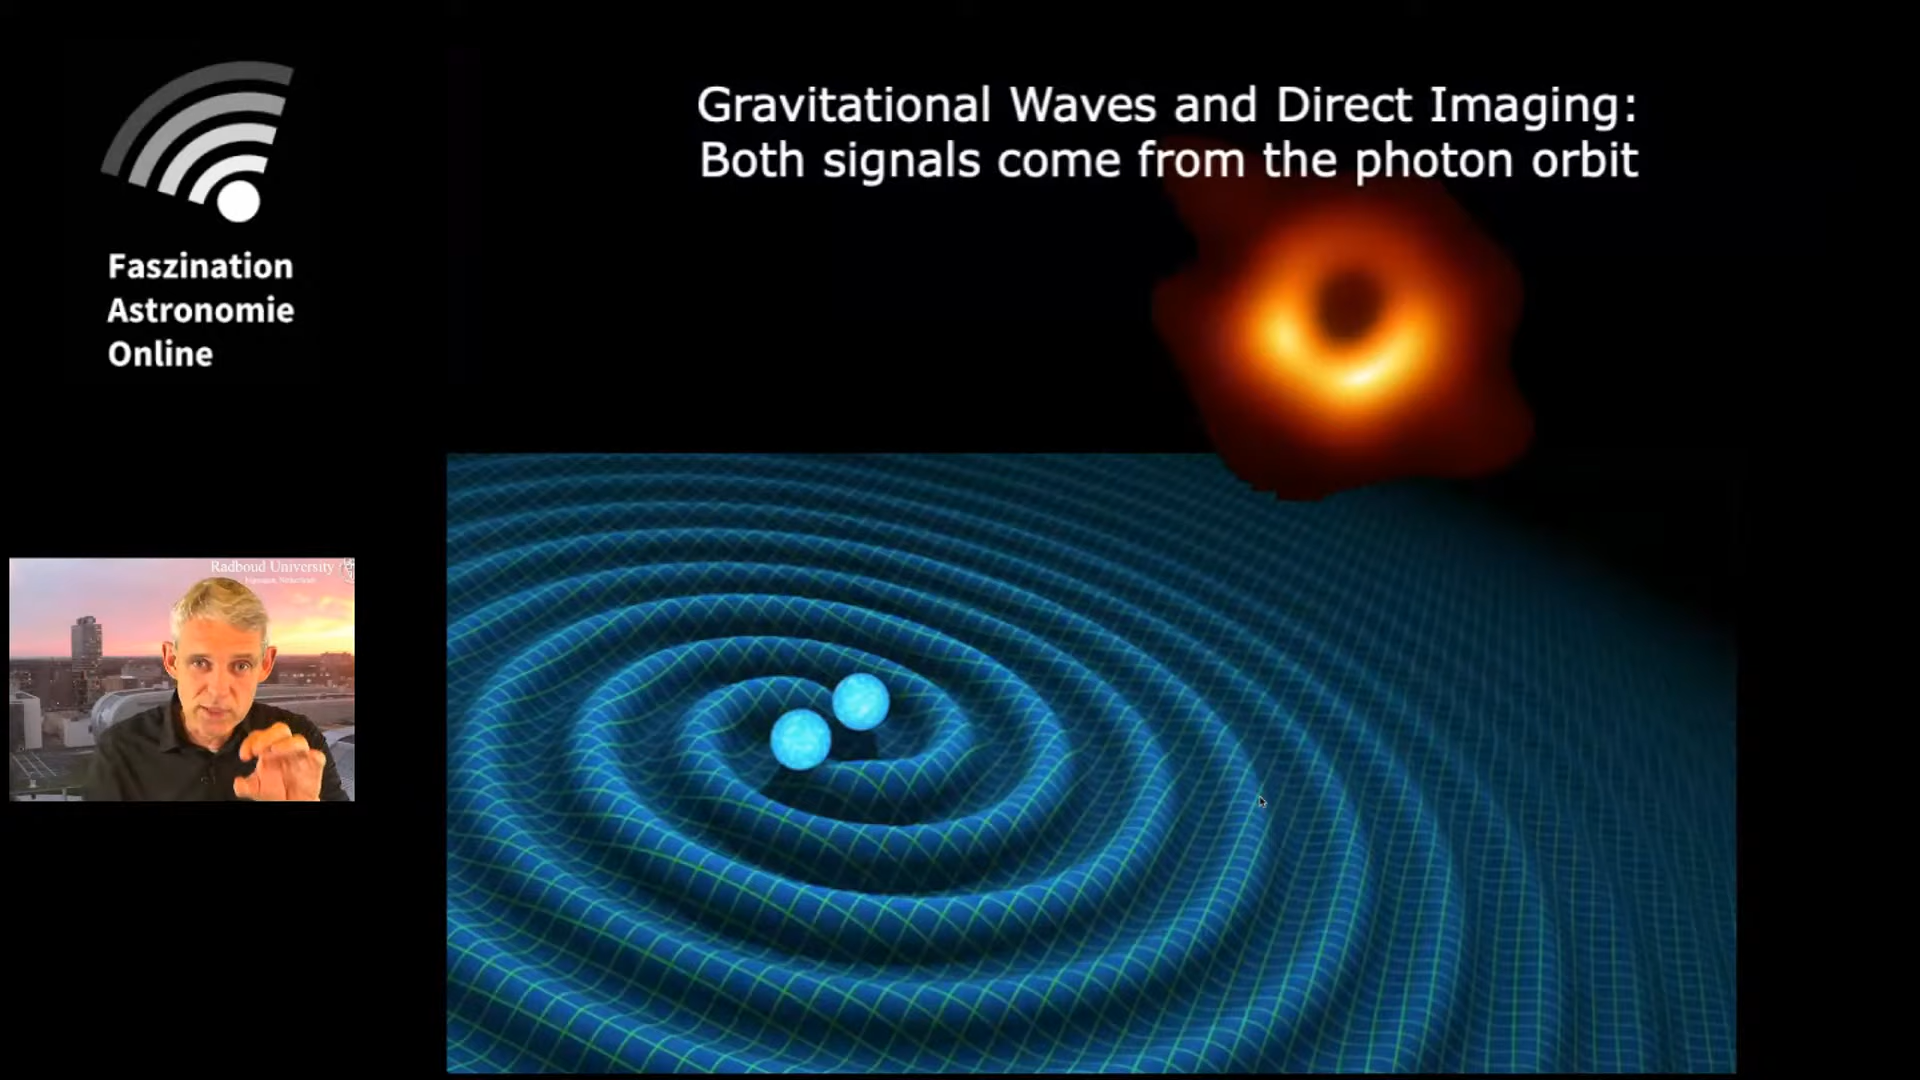 Gravitational Waves and Direct Imaging:
Both signals come from the photon orbit
Faszination
Astronomie
Online
Radboud University